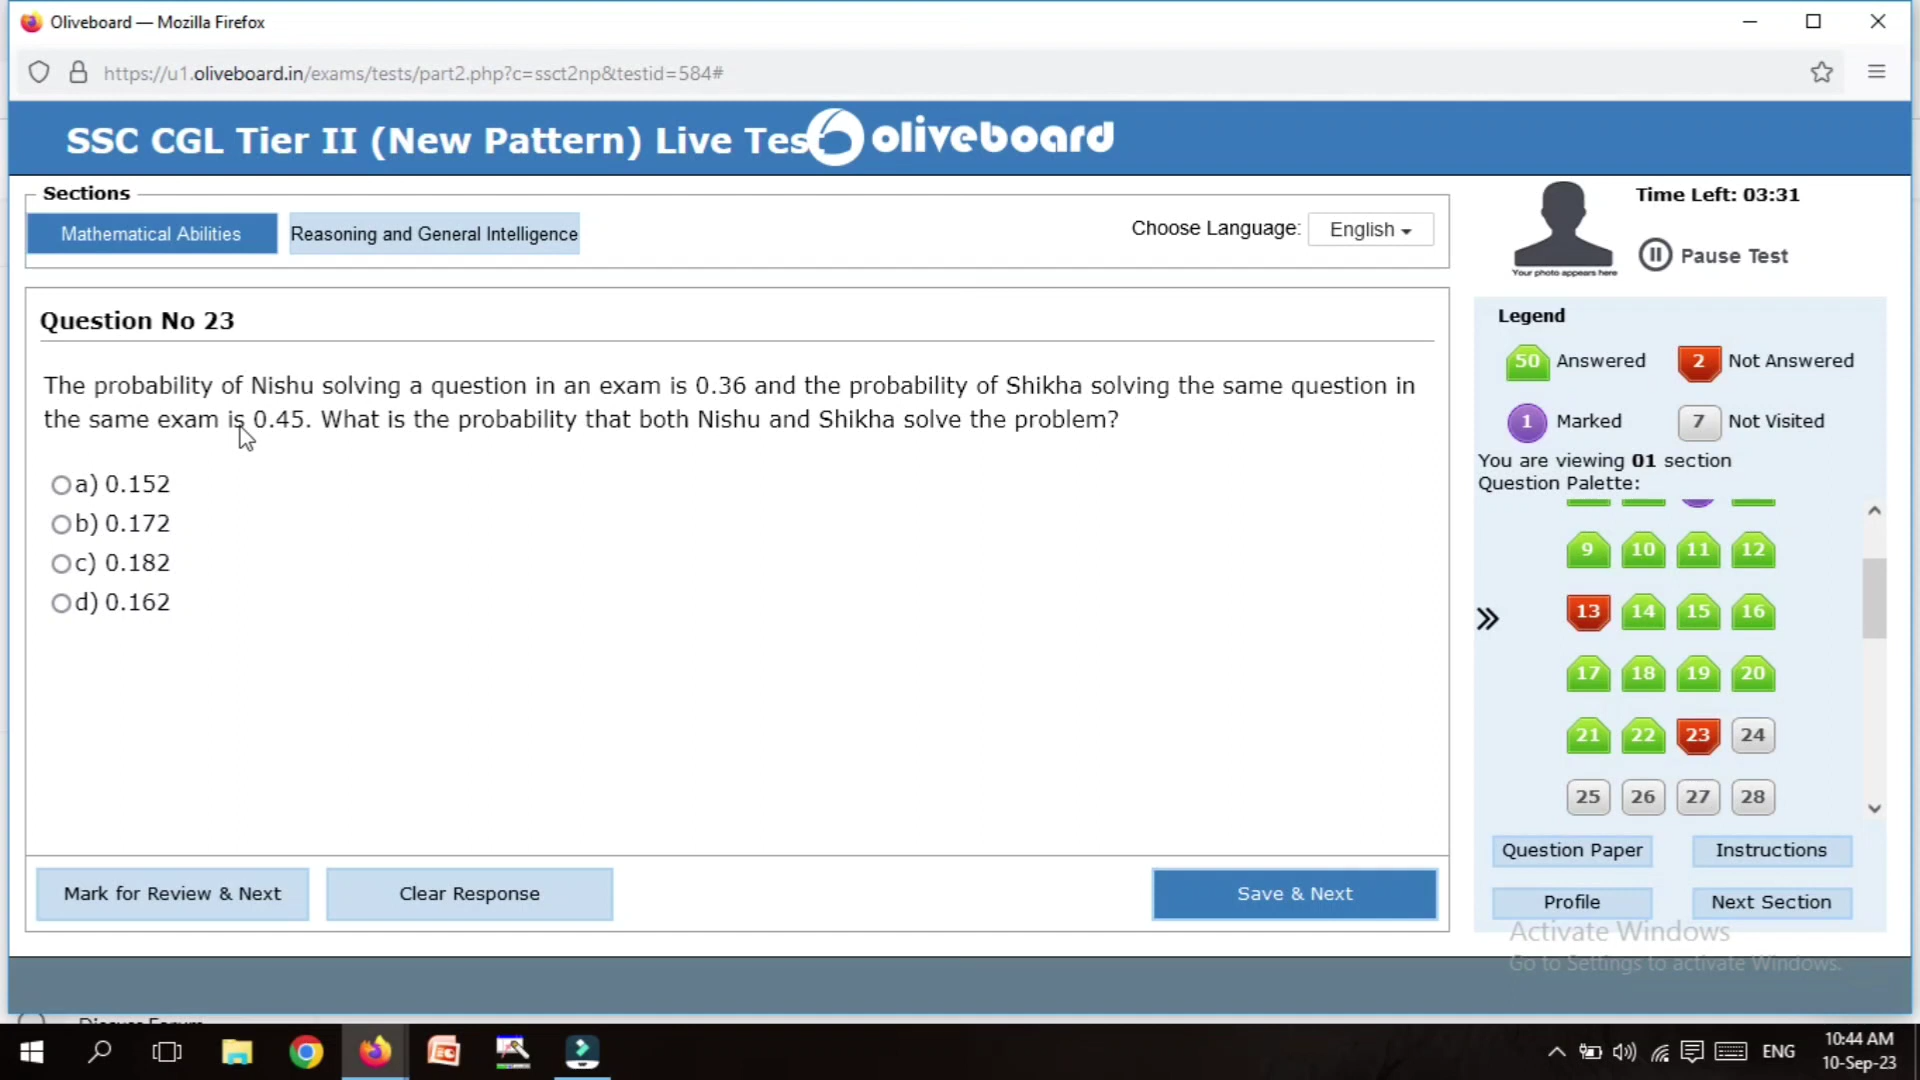 Oliveboard — Mozilla Firefox
https://u1.oliveboard.in/exams/tests/part2.php?c=ssct2np&testid=584#
SSC CGL Tier II (New Pattern) Live Tes
oliveboard
Sections
Mathematical Abilities
Reasoning and General Intelligence
Choose Language:
English
Your photo appears here
Time Left: 03:31
Pause Test
Question No 23
The probability of Nishu solving a question in an exam is 0.36 and the probability of Shikha solving the same question in
the same exam is 0.45. What is the probability that both Nishu and Shikha solve the problem?
a) 0.152
b) 0.172
c) 0.182
d) 0.162
Legend
50 Answered
2 Not Answered
1 Marked
7 Not Visited
You are viewing 01 section
Question Palette:
9 10 11 12
13 14 15 16
17 18 19 20
21 22 23 24
25 26 27 28
Mark for Review & Next
Clear Response
Save & Next
Question Paper
Instructions
Profile
Next Section
Activate Windows
Go to Settings to activate Windows.
ENG
10:44 AM
10-Sep-23